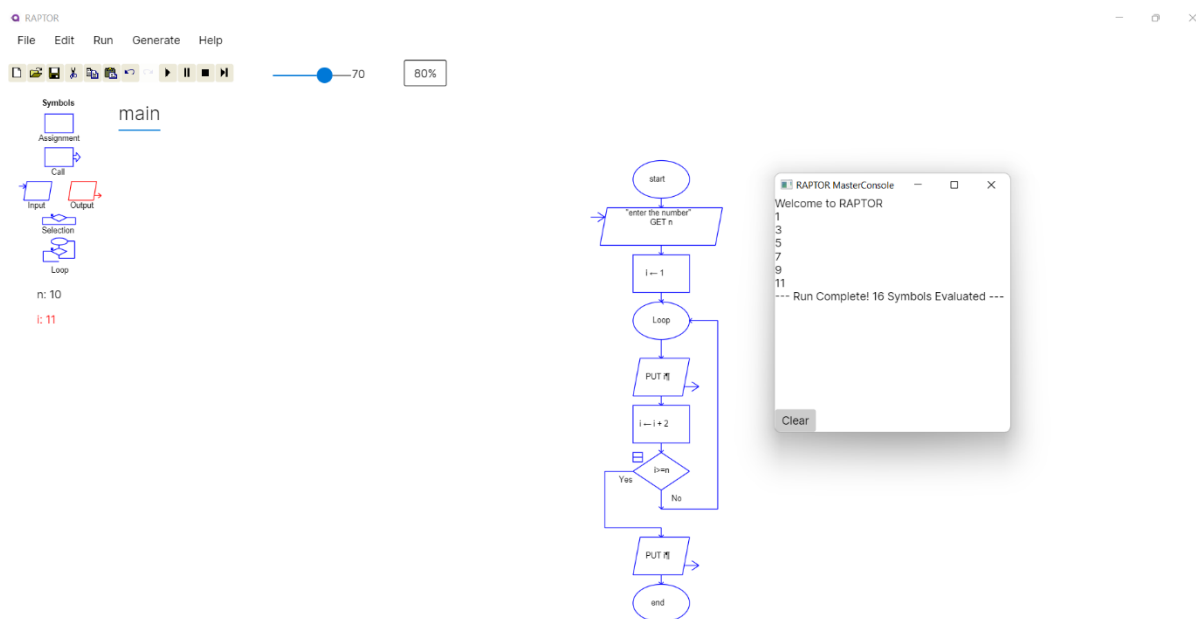 RAPTOR
File Edit Run Generate Help
70
80%
Symbols
Assignment
Call
Input Output
Selection
Loop
n: 10
i: 11
main
start
"enter the number"
GET n
i ← 1
Loop
PUT i¶
i ← i + 2
i>=n
Yes
No
PUT i¶
end
RAPTOR MasterConsole
Welcome to RAPTOR
1
3
5
7
9
11
--- Run Complete! 16 Symbols Evaluated ---
Clear